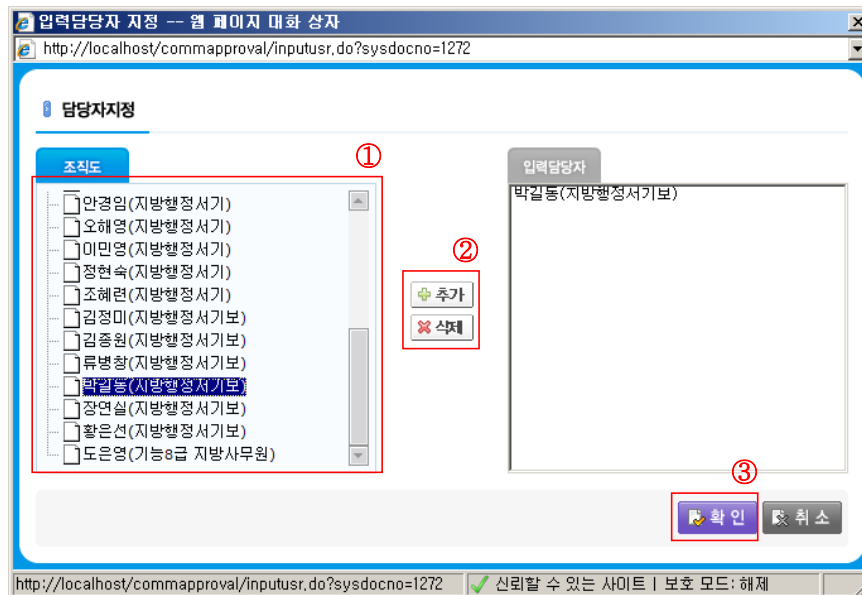 입력담당자 지정 -- 웹 페이지 대화 상자
http://localhost/commapproval/inputusr.do?sysdocno=1272
담당자지정
조직도
①
입력담당자
안경임(지방행정서기)
오해영(지방행정서기)
이민영(지방행정서기)
정현숙(지방행정서기)
조혜련(지방행정서기)
김정미(지방행정서기보)
김종원(지방행정서기보)
류병창(지방행정서기보)
박길동(지방행정서기보)
장연실(지방행정서기보)
황은선(지방행정서기보)
도은영(기능8급 지방사무원)
②
추가
삭제
박길동(지방행정서기보)
③
확 인
취 소
http://localhost/commapproval/inputusr.do?sysdocno=1272
신뢰할 수 있는 사이트 | 보호 모드: 해제